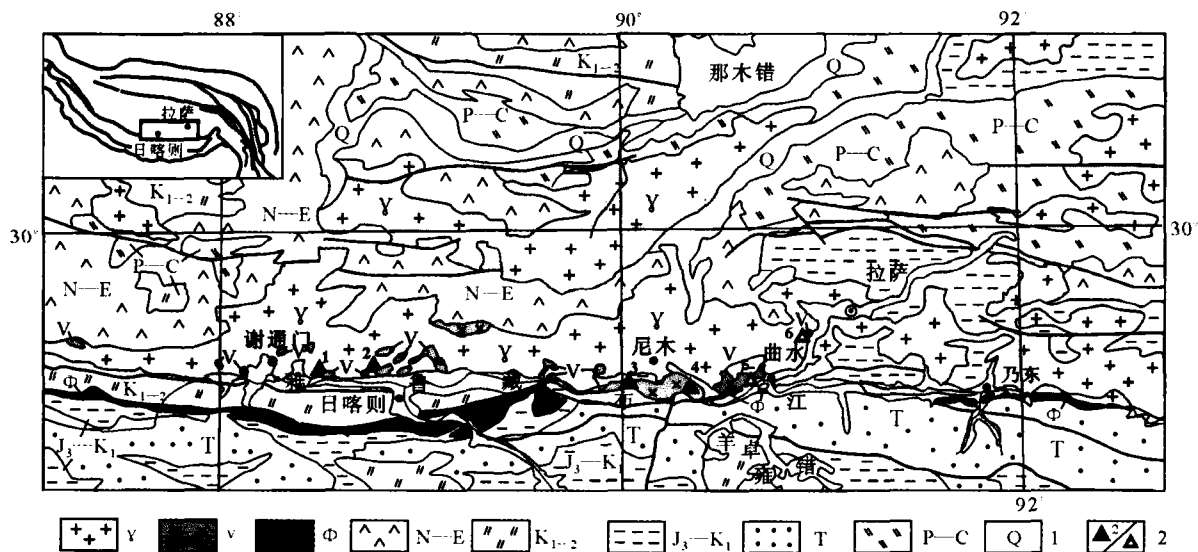 88°
90°
92°
拉萨
日喀则
K₁₋₂
那木错
Q
P—C
P—C
Q
Q
P—C
K₁₋₂
N—E
γ
γ
30°
30°
P—C
N—E
N—E
拉萨
V
γ
γ
V
6
谢通门
V
V
尼木
V
曲水
V
1
V
2
γ
V
3
4
5
乃东
雅
鲁
藏
布
江
Φ
K₁₋₂
日喀则
Φ
Φ
J₃—K₁
T
J₃—K
T
T
T
羊
卓
雍
错
92°
γ
v
Φ
N—E
K₁₋₂
J₃—K₁
T
P—C
Q 1
2 2